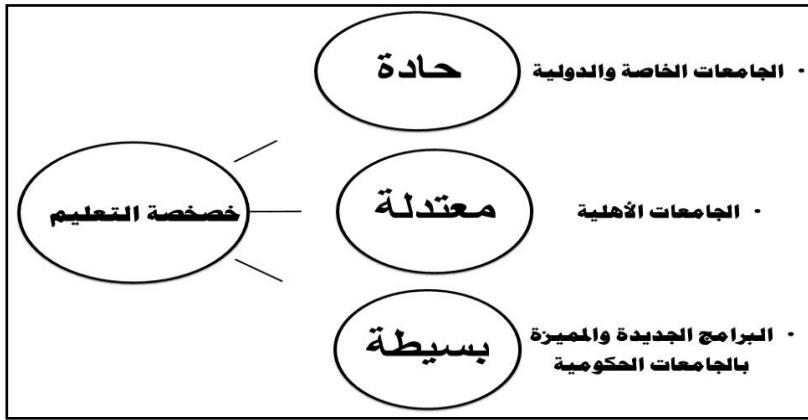 حادة
• الجامعات الخاصة والدولية
خصخصة التعليم
معتدلة
• الجامعات الأهلية
بسيطة
• البرامج الجديدة والمميزة
بالجامعات الحكومية